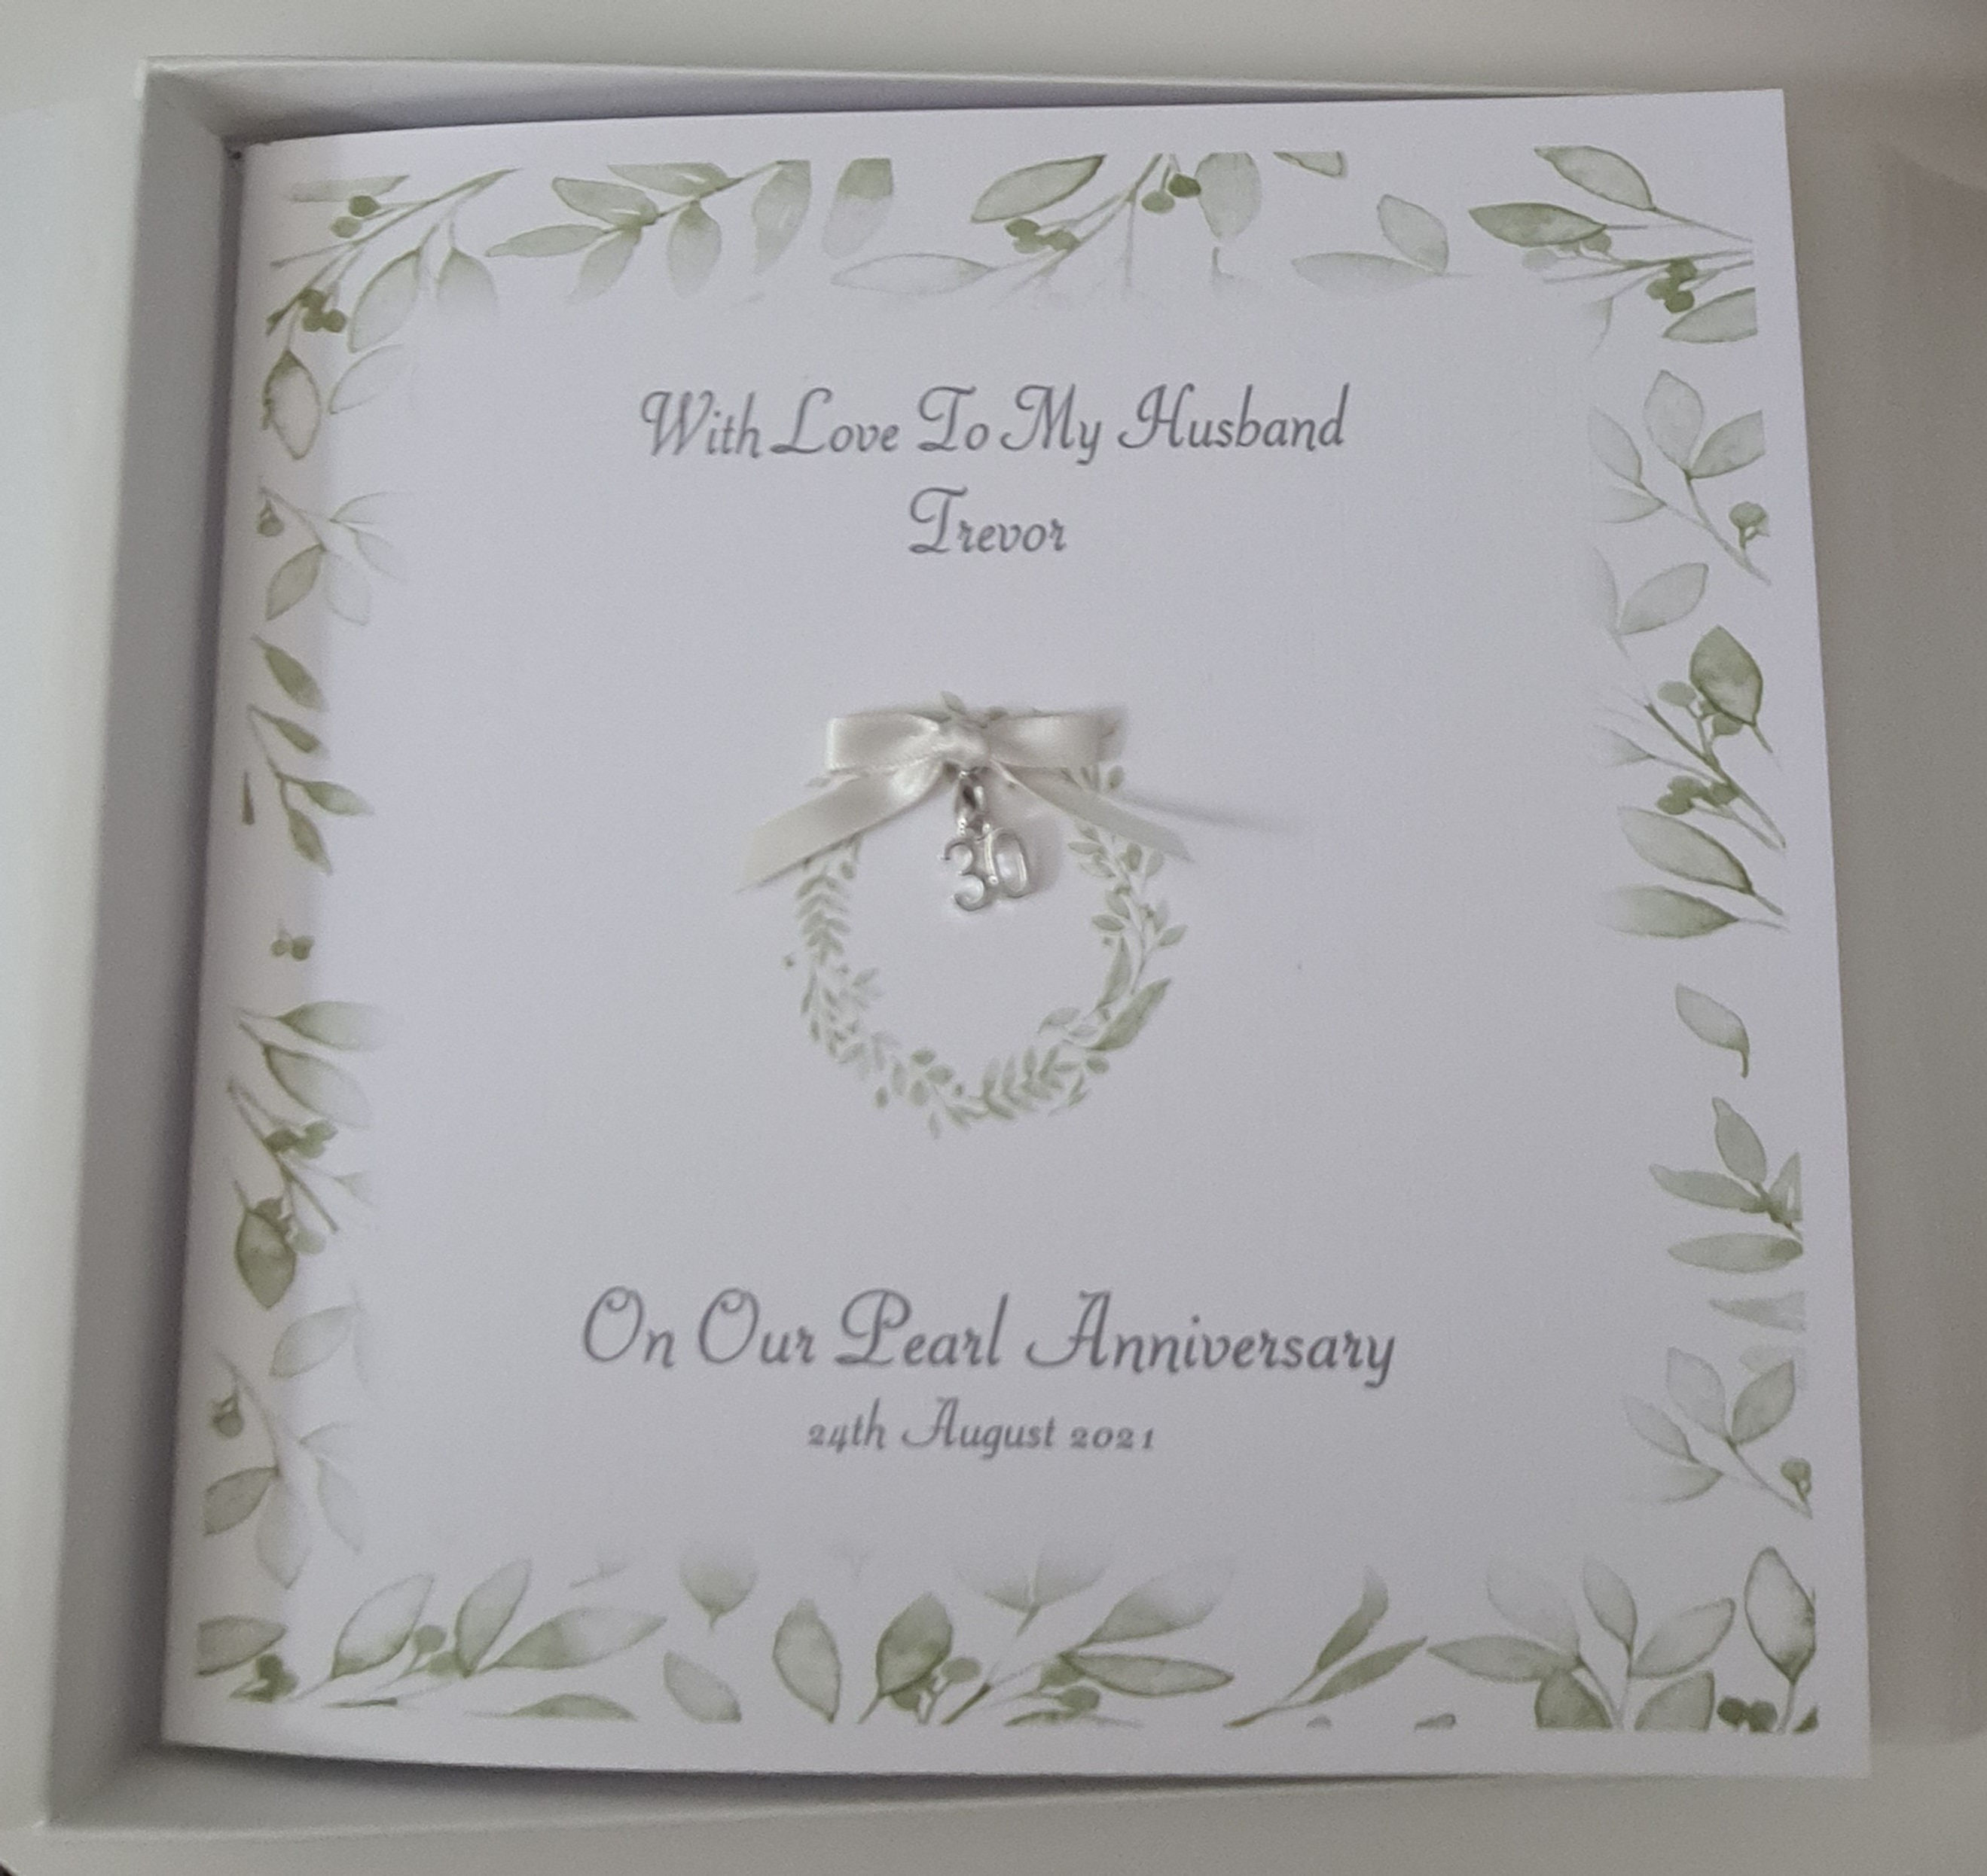 With Love To My Husband
Trevor
30
On Our Pearl Anniversary
24th August 2021